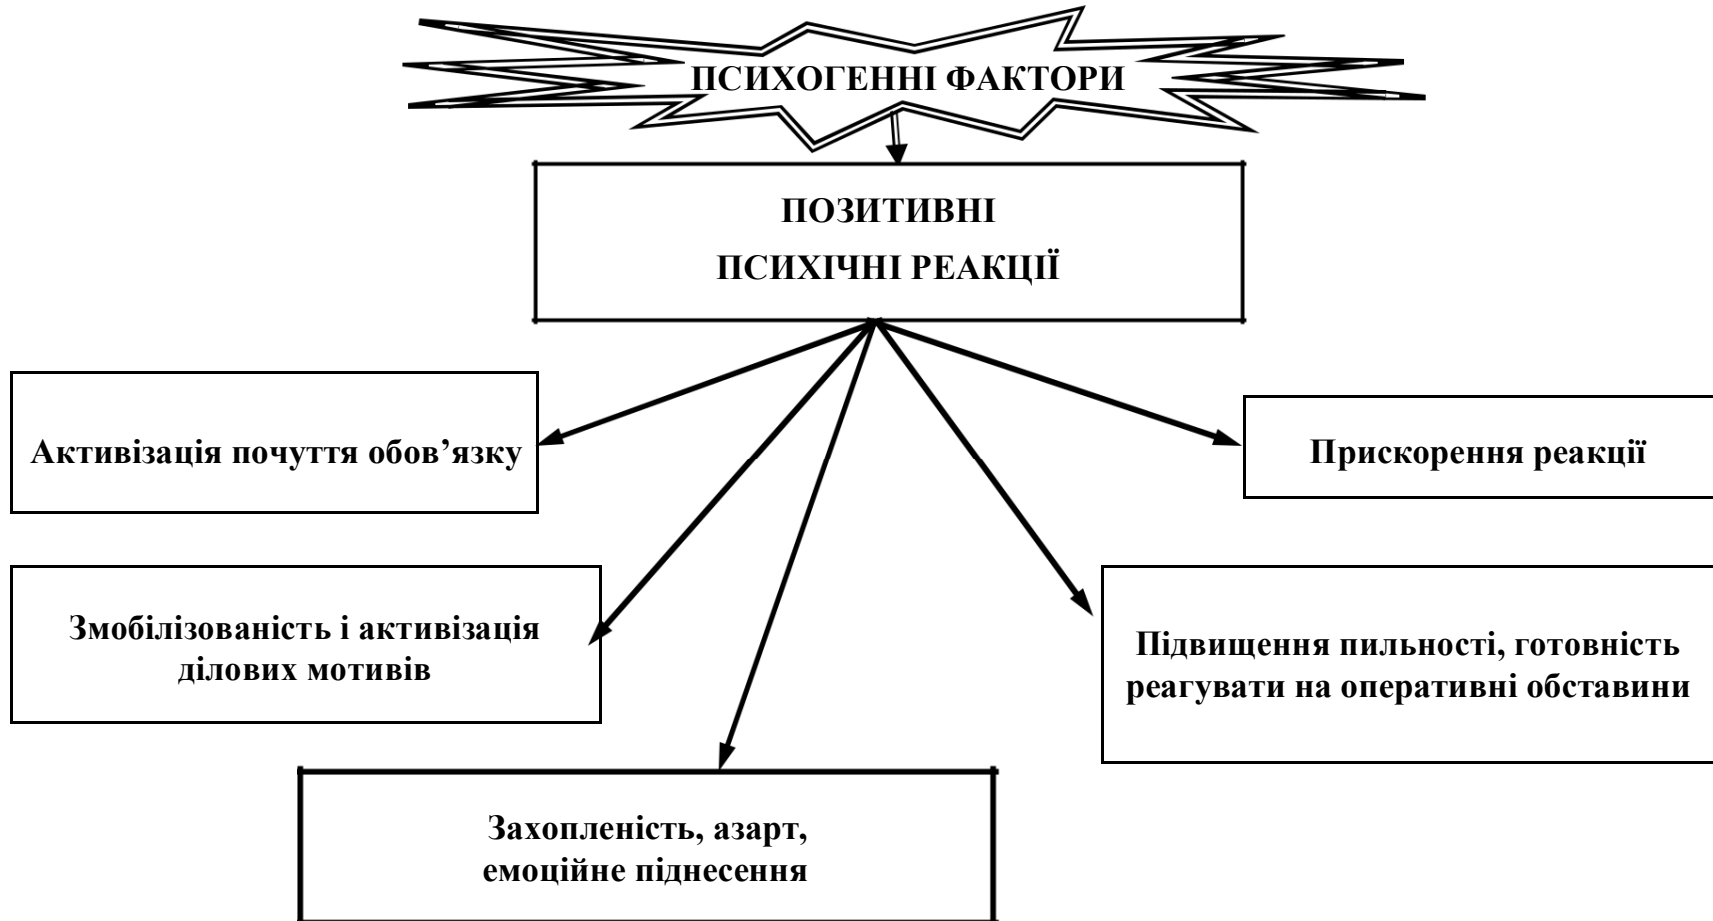 ПСИХОГЕННІ ФАКТОРИ
ПОЗИТИВНІ
ПСИХІЧНІ РЕАКЦІЇ
Активізація почуття обов’язку
Прискорення реакції
Змобілізованість і активізація
ділових мотивів
Підвищення пильності, готовність
реагувати на оперативні обставини
Захопленість, азарт,
емоційне піднесення